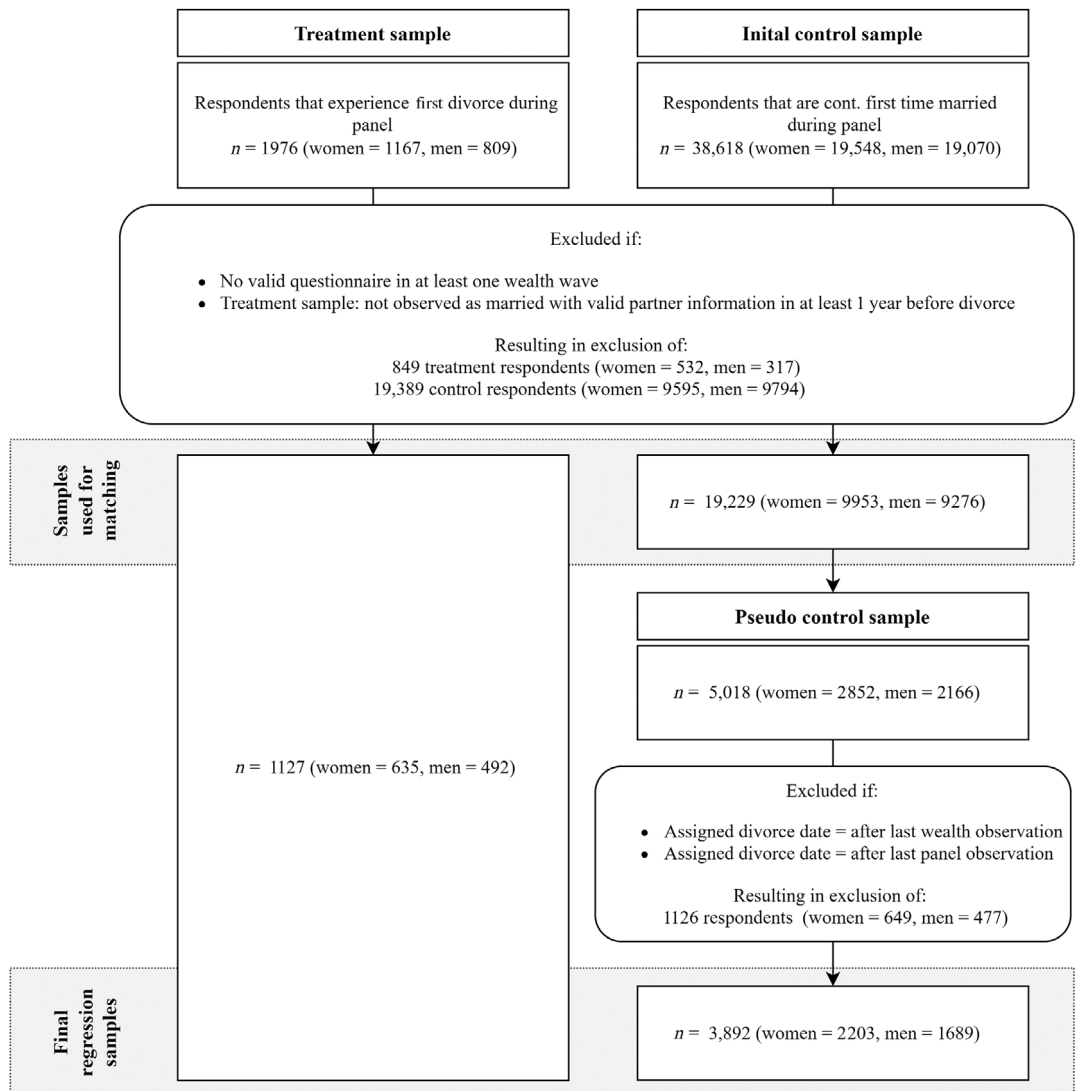 Treatment sample
Inital control sample
Respondents that experience first divorce during
panel
n = 1976 (women = 1167, men = 809)
Respondents that are cont. first time married
during panel
n = 38,618 (women = 19,548, men = 19,070)
Excluded if:
• No valid questionnaire in at least one wealth wave
• Treatment sample: not observed as married with valid partner information in at least 1 year before divorce
Resulting in exclusion of:
849 treatment respondents (women = 532, men = 317)
19,389 control respondents (women = 9595, men = 9794)
Samples
used for
matching
n = 19,229 (women = 9953, men = 9276)
Pseudo control sample
n = 5,018 (women = 2852, men = 2166)
n = 1127 (women = 635, men = 492)
Excluded if:
• Assigned divorce date = after last wealth observation
• Assigned divorce date = after last panel observation
Resulting in exclusion of:
1126 respondents (women = 649, men = 477)
Final
regression
samples
n = 3,892 (women = 2203, men = 1689)